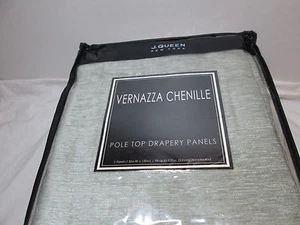 J.QUEEN
NEW YORK
VERNAZZA CHENILLE
POLE TOP DRAPERY PANELS